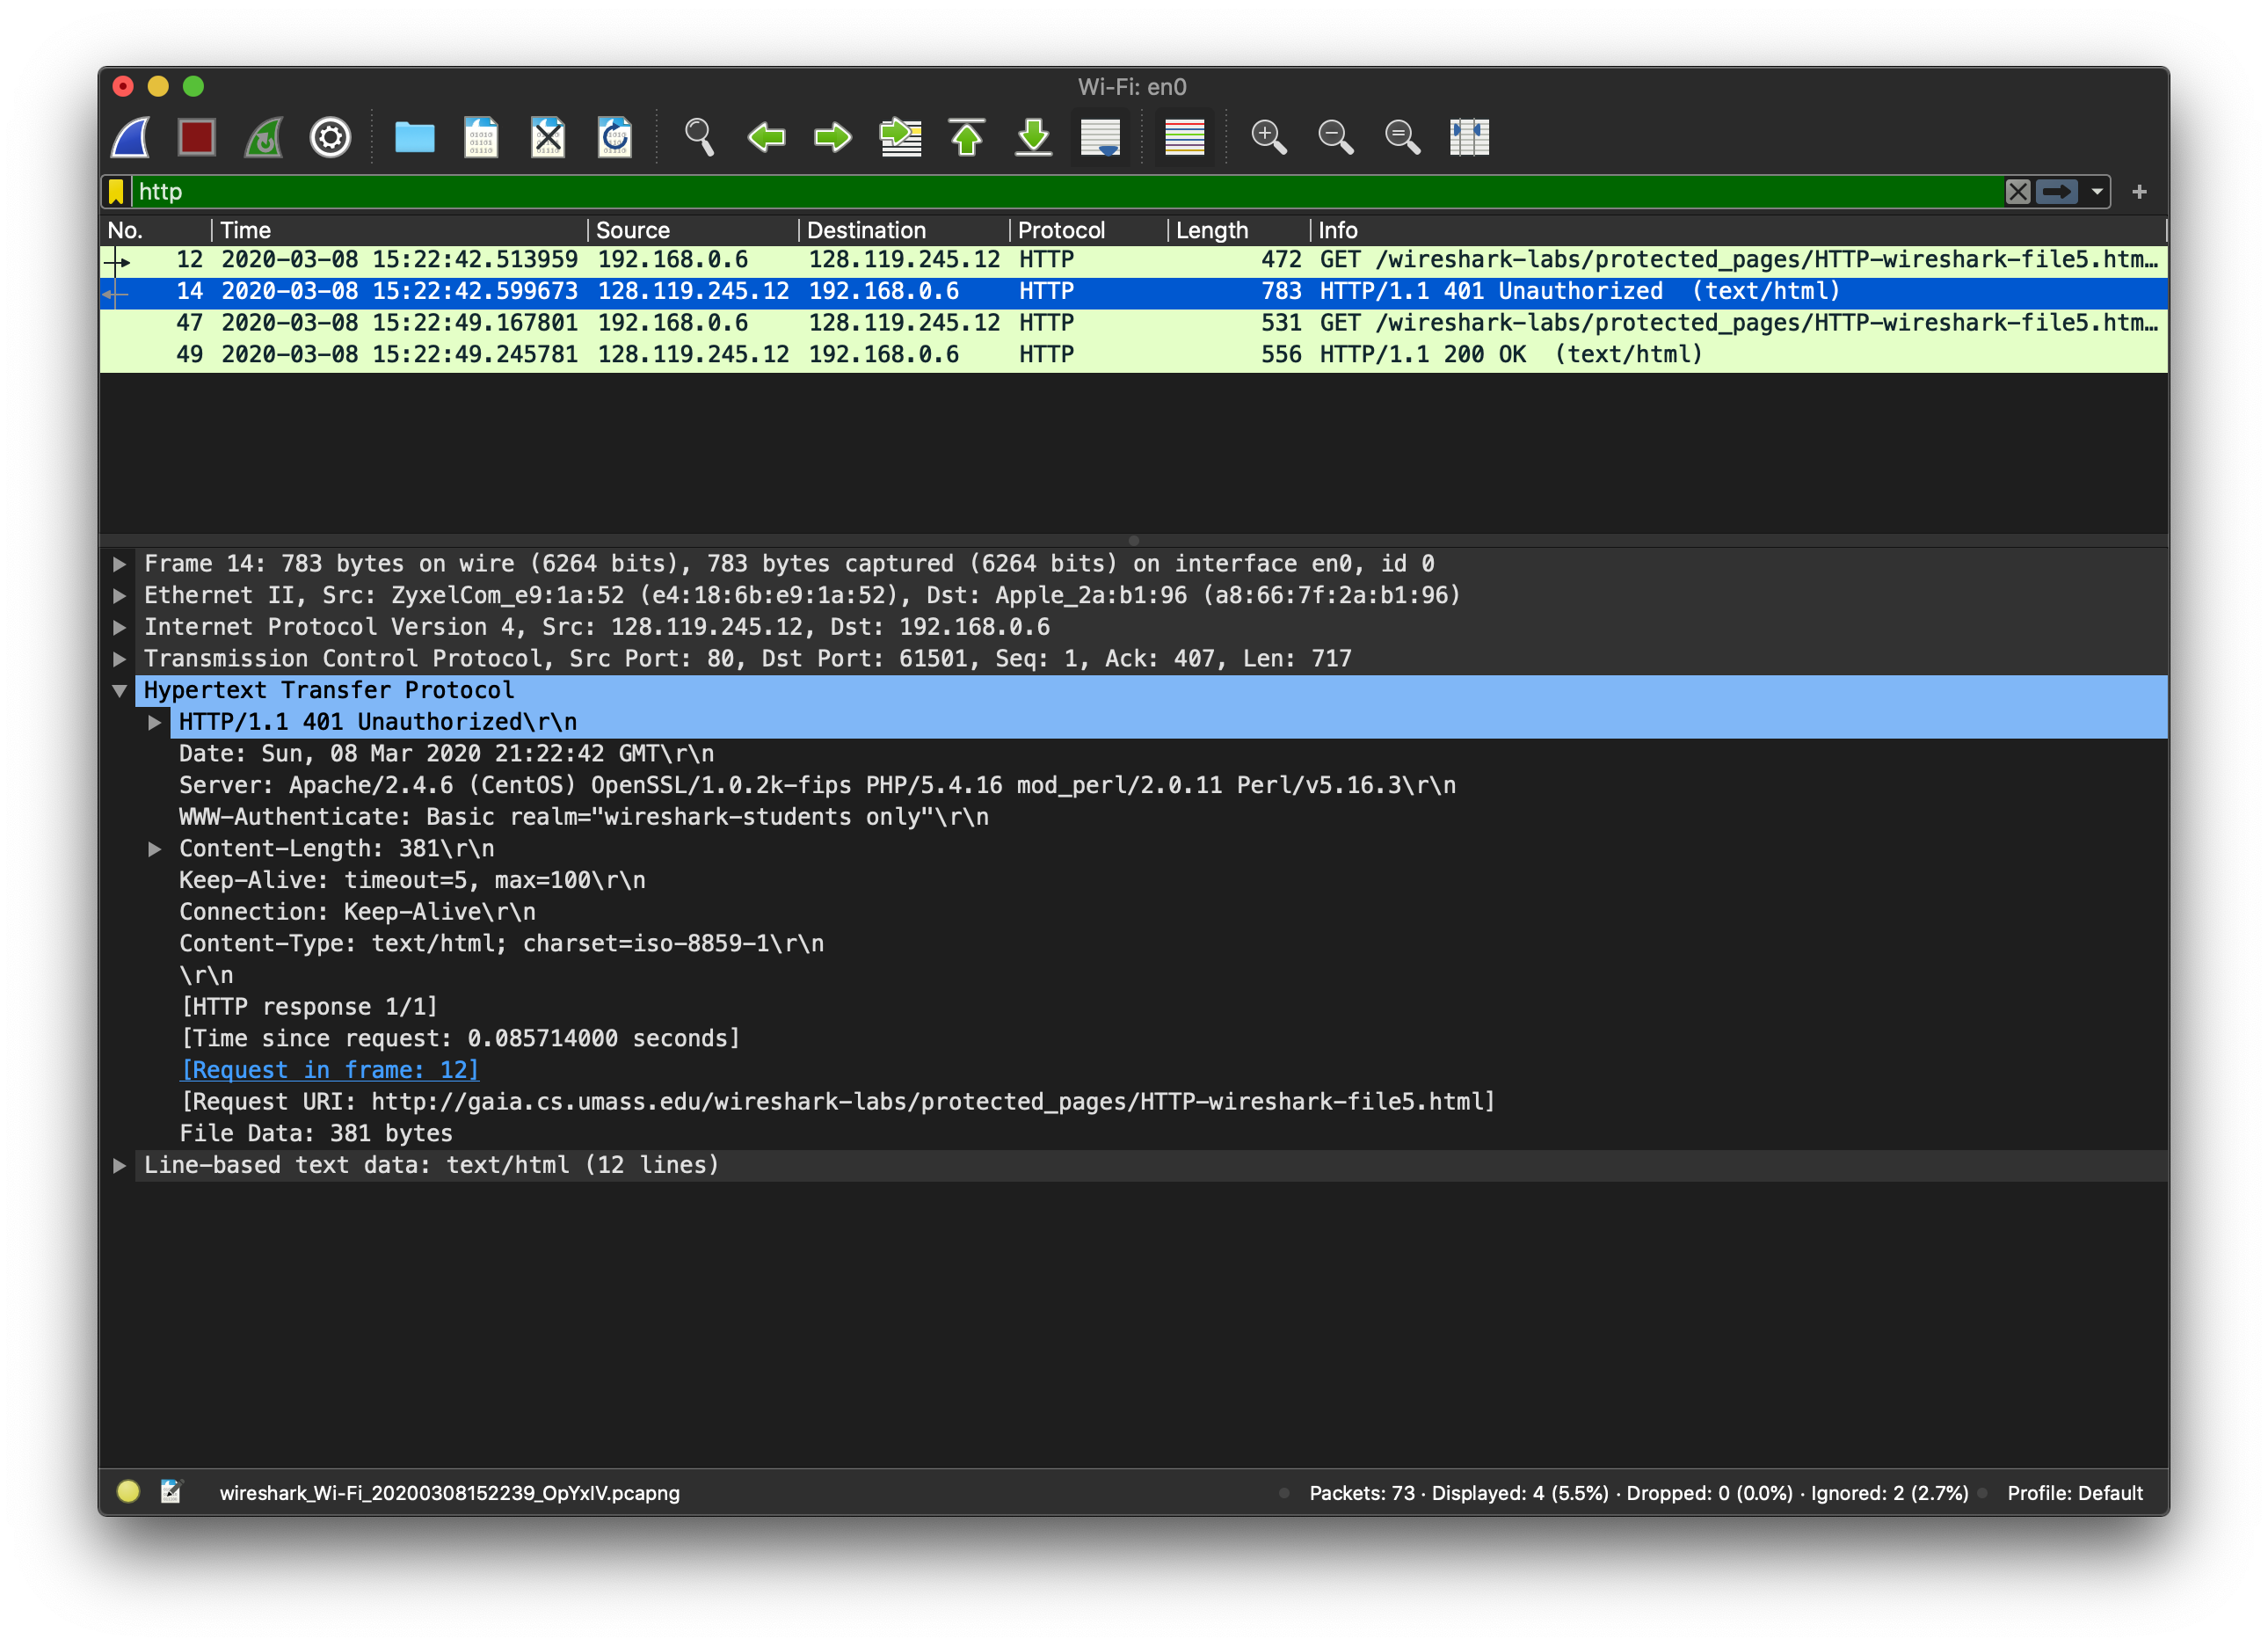 Wi-Fi: en0
http
No. Time Source Destination Protocol Length Info
12 2020-03-08 15:22:42.513959 192.168.0.6 128.119.245.12 HTTP 472 GET /wireshark-labs/protected_pages/HTTP-wireshark-file5.htm…
14 2020-03-08 15:22:42.599673 128.119.245.12 192.168.0.6 HTTP 783 HTTP/1.1 401 Unauthorized (text/html)
47 2020-03-08 15:22:49.167801 192.168.0.6 128.119.245.12 HTTP 531 GET /wireshark-labs/protected_pages/HTTP-wireshark-file5.htm…
49 2020-03-08 15:22:49.245781 128.119.245.12 192.168.0.6 HTTP 556 HTTP/1.1 200 OK (text/html)
Frame 14: 783 bytes on wire (6264 bits), 783 bytes captured (6264 bits) on interface en0, id 0
Ethernet II, Src: ZyxelCom_e9:1a:52 (e4:18:6b:e9:1a:52), Dst: Apple_2a:b1:96 (a8:66:7f:2a:b1:96)
Internet Protocol Version 4, Src: 128.119.245.12, Dst: 192.168.0.6
Transmission Control Protocol, Src Port: 80, Dst Port: 61501, Seq: 1, Ack: 407, Len: 717
Hypertext Transfer Protocol
HTTP/1.1 401 Unauthorized\r\n
Date: Sun, 08 Mar 2020 21:22:42 GMT\r\n
Server: Apache/2.4.6 (CentOS) OpenSSL/1.0.2k-fips PHP/5.4.16 mod_perl/2.0.11 Perl/v5.16.3\r\n
WWW-Authenticate: Basic realm="wireshark-students only"\r\n
Content-Length: 381\r\n
Keep-Alive: timeout=5, max=100\r\n
Connection: Keep-Alive\r\n
Content-Type: text/html; charset=iso-8859-1\r\n
\r\n
[HTTP response 1/1]
[Time since request: 0.085714000 seconds]
[Request in frame: 12]
[Request URI: http://gaia.cs.umass.edu/wireshark-labs/protected_pages/HTTP-wireshark-file5.html]
File Data: 381 bytes
Line-based text data: text/html (12 lines)
wireshark_Wi-Fi_20200308152239_OpYxIV.pcapng Packets: 73 · Displayed: 4 (5.5%) · Dropped: 0 (0.0%) · Ignored: 2 (2.7%) Profile: Default